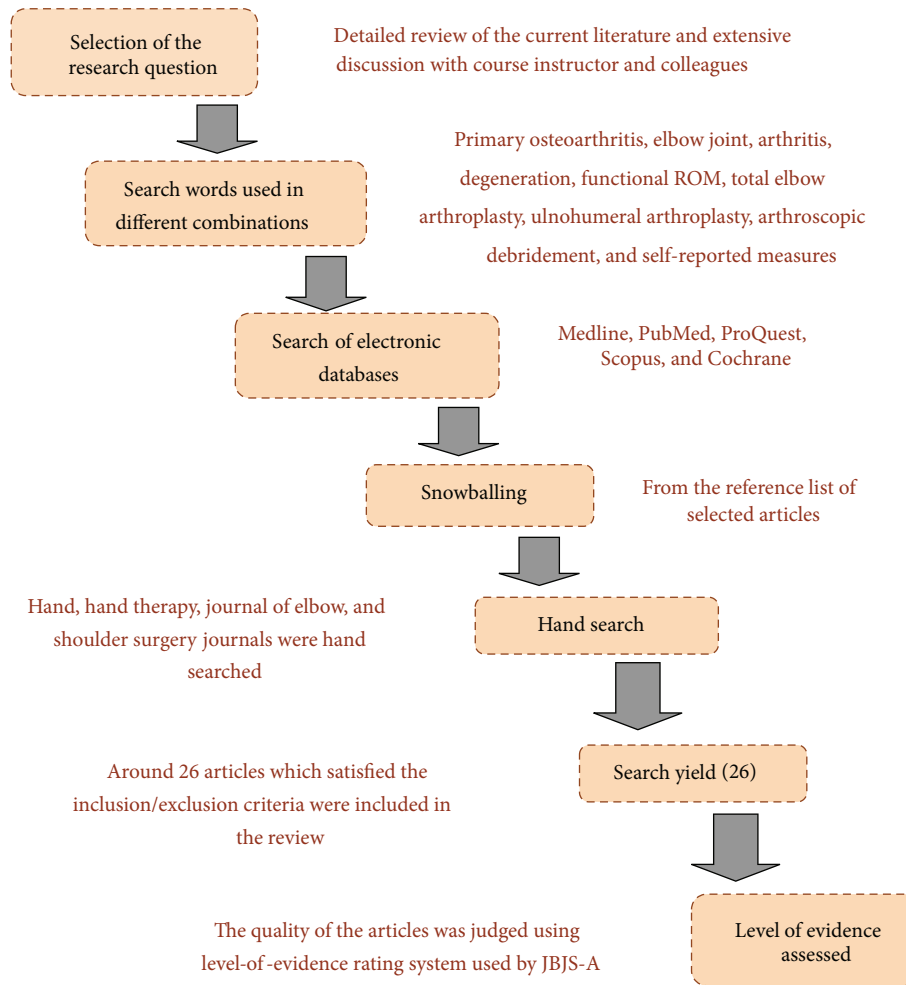 Selection of the
research question
Detailed review of the current literature and extensive
discussion with course instructor and colleagues
Search words used in
different combinations
Primary osteoarthritis, elbow joint, arthritis,
degeneration, functional ROM, total elbow
arthroplasty, ulnohumeral arthroplasty, arthroscopic
debridement, and self-reported measures
Search of electronic
databases
Medline, PubMed, ProQuest,
Scopus, and Cochrane
Snowballing
From the reference list of
selected articles
Hand, hand therapy, journal of elbow, and
shoulder surgery journals were hand
searched
Hand search
Around 26 articles which satisfied the
inclusion/exclusion criteria were included in
the review
Search yield (26)
The quality of the articles was judged using
level-of-evidence rating system used by JBJS-A
Level of evidence
assessed